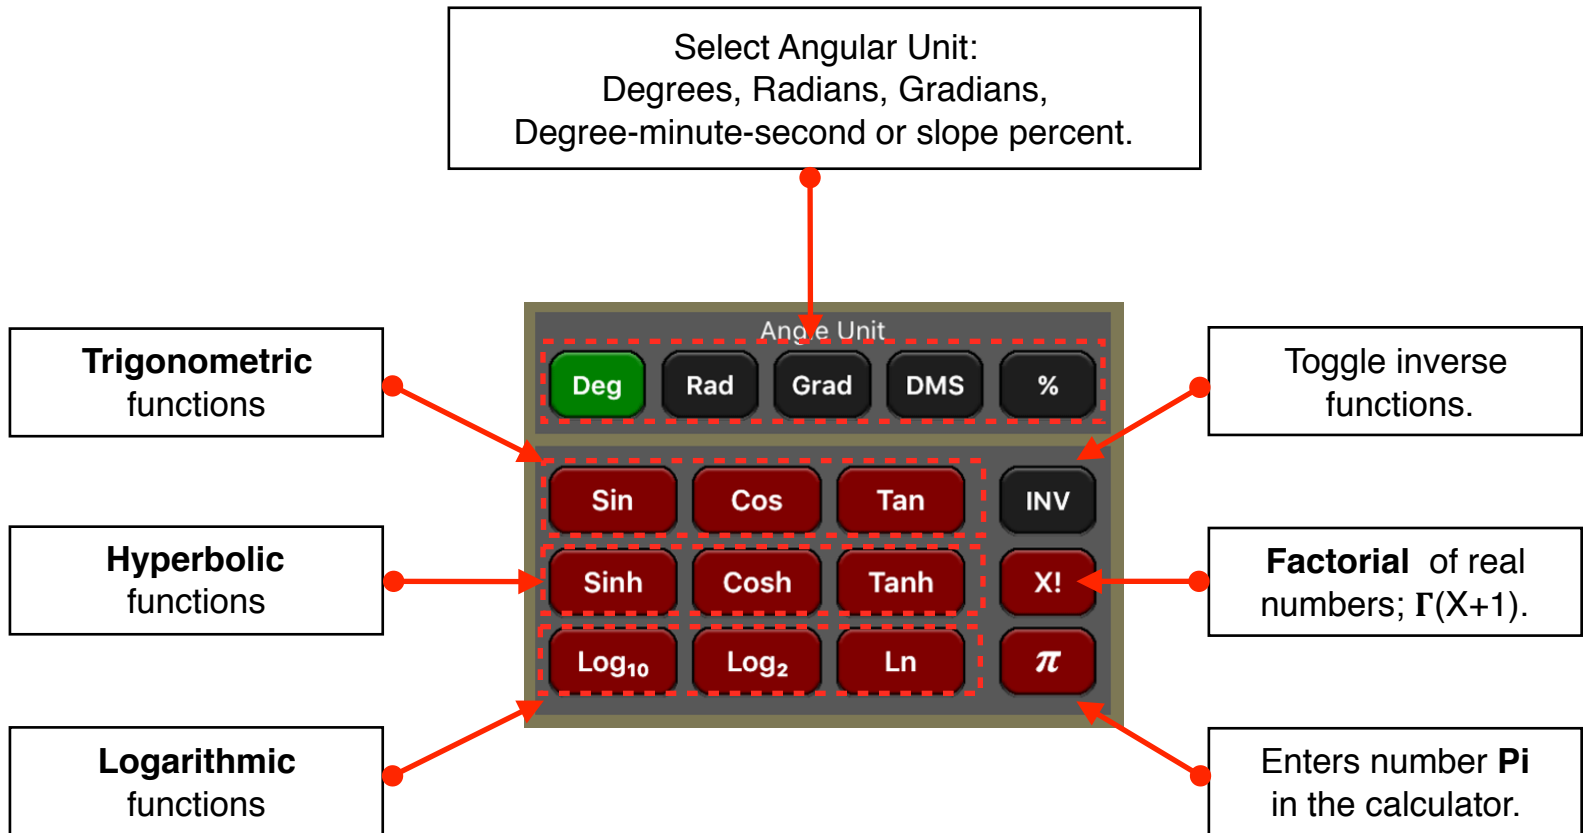 Select Angular Unit:
Degrees, Radians, Gradians,
Degree-minute-second or slope percent.
Angle Unit
Deg Rad Grad DMS %
Trigonometric
functions
Toggle inverse
functions.
Sin Cos Tan INV
Hyperbolic
functions
Sinh Cosh Tanh X!
Factorial of real
numbers; Γ(X+1).
Log₁₀ Log₂ Ln π
Logarithmic
functions
Enters number Pi
in the calculator.